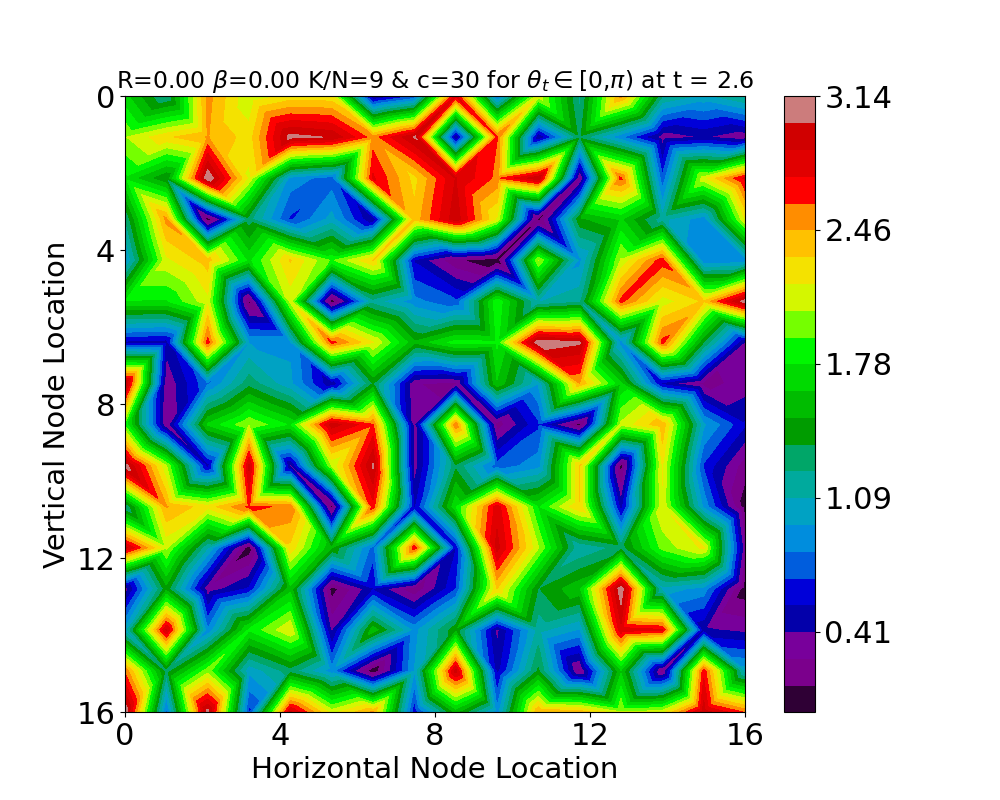 R=0.00 β=0.00 K/N=9 & c=30 for θₜ∈[0,π) at t = 2.6
0
4
8
12
16
Vertical Node Location
0 4 8 12 16
Horizontal Node Location
3.14
2.46
1.78
1.09
0.41